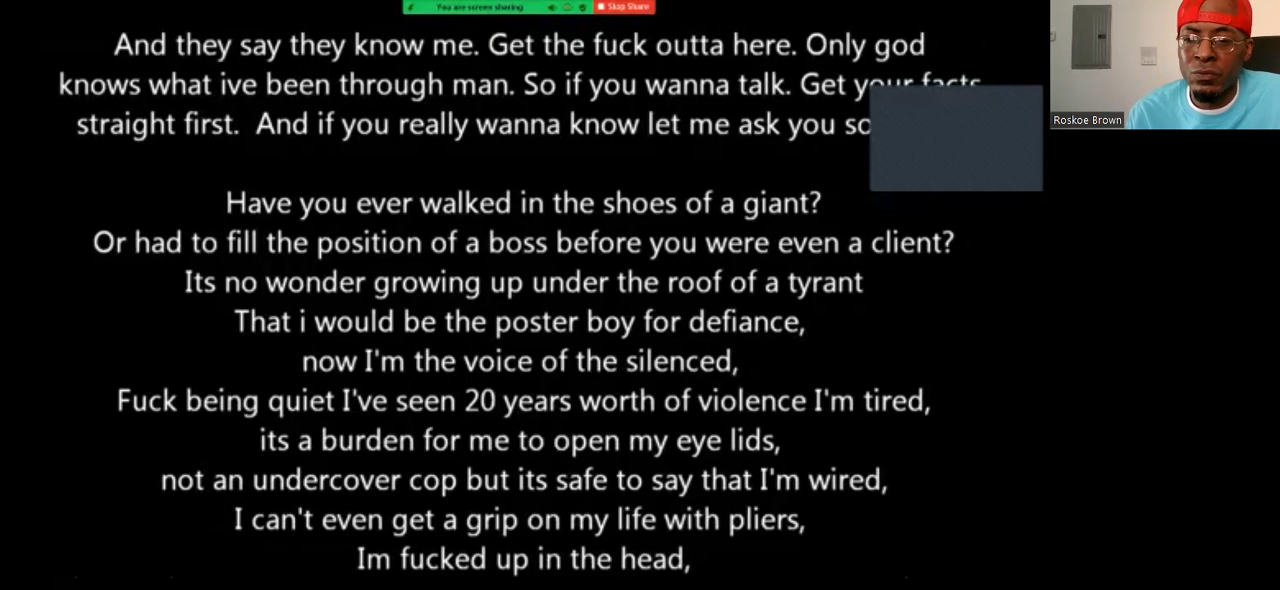 You are screen sharing
Stop Share
And they say they know me. Get the fuck outta here. Only god
knows what ive been through man. So if you wanna talk. Get your facts
straight first. And if you really wanna know let me ask you so
Roskoe Brown
Have you ever walked in the shoes of a giant?
Or had to fill the position of a boss before you were even a client?
Its no wonder growing up under the roof of a tyrant
That i would be the poster boy for defiance,
now I'm the voice of the silenced,
Fuck being quiet I've seen 20 years worth of violence I'm tired,
its a burden for me to open my eye lids,
not an undercover cop but its safe to say that I'm wired,
I can't even get a grip on my life with pliers,
Im fucked up in the head,